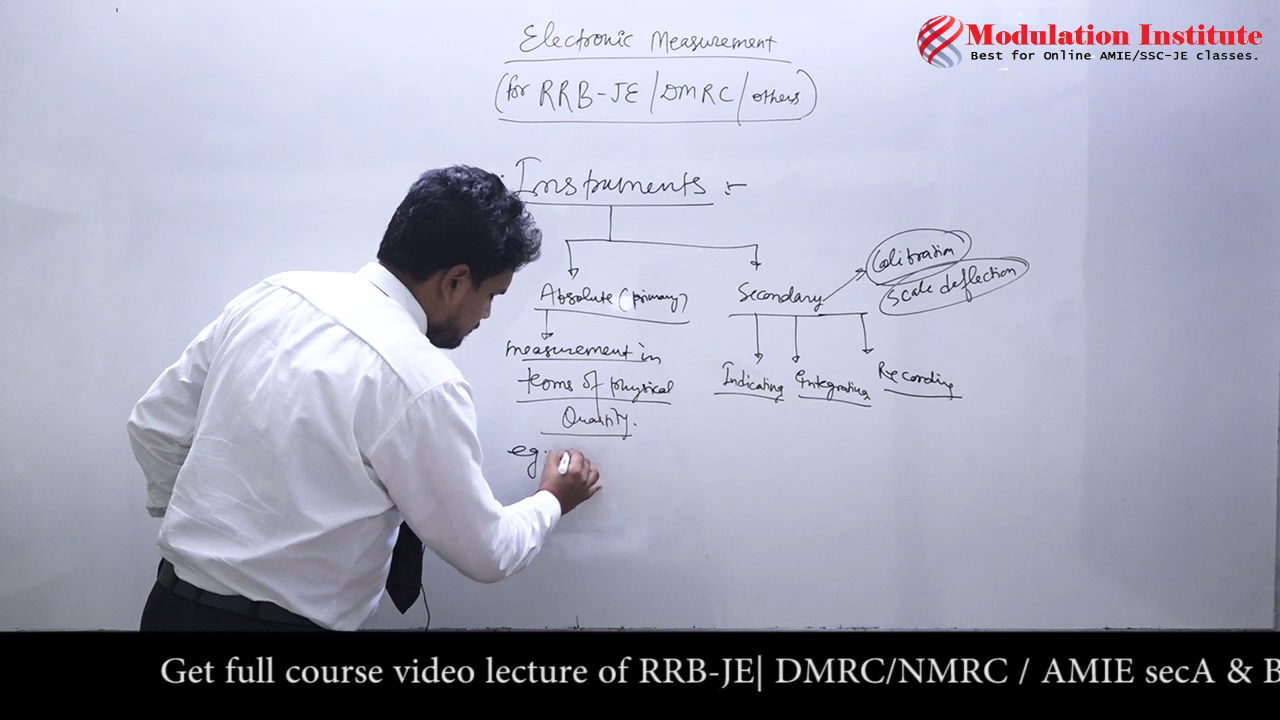 Modulation Institute
Best for Online AMIE/SSC-JE classes.
Electronic Measurement
(for RRB-JE/DMRC/others)
Instruments :-
Calibration
Scale deflection
Absolute (primary)
Secondary
measurement in
terms of physical
Quantity.
Indicating Integrating Recording
eg.
Get full course video lecture of RRB-JE| DMRC/NMRC / AMIE secA & B